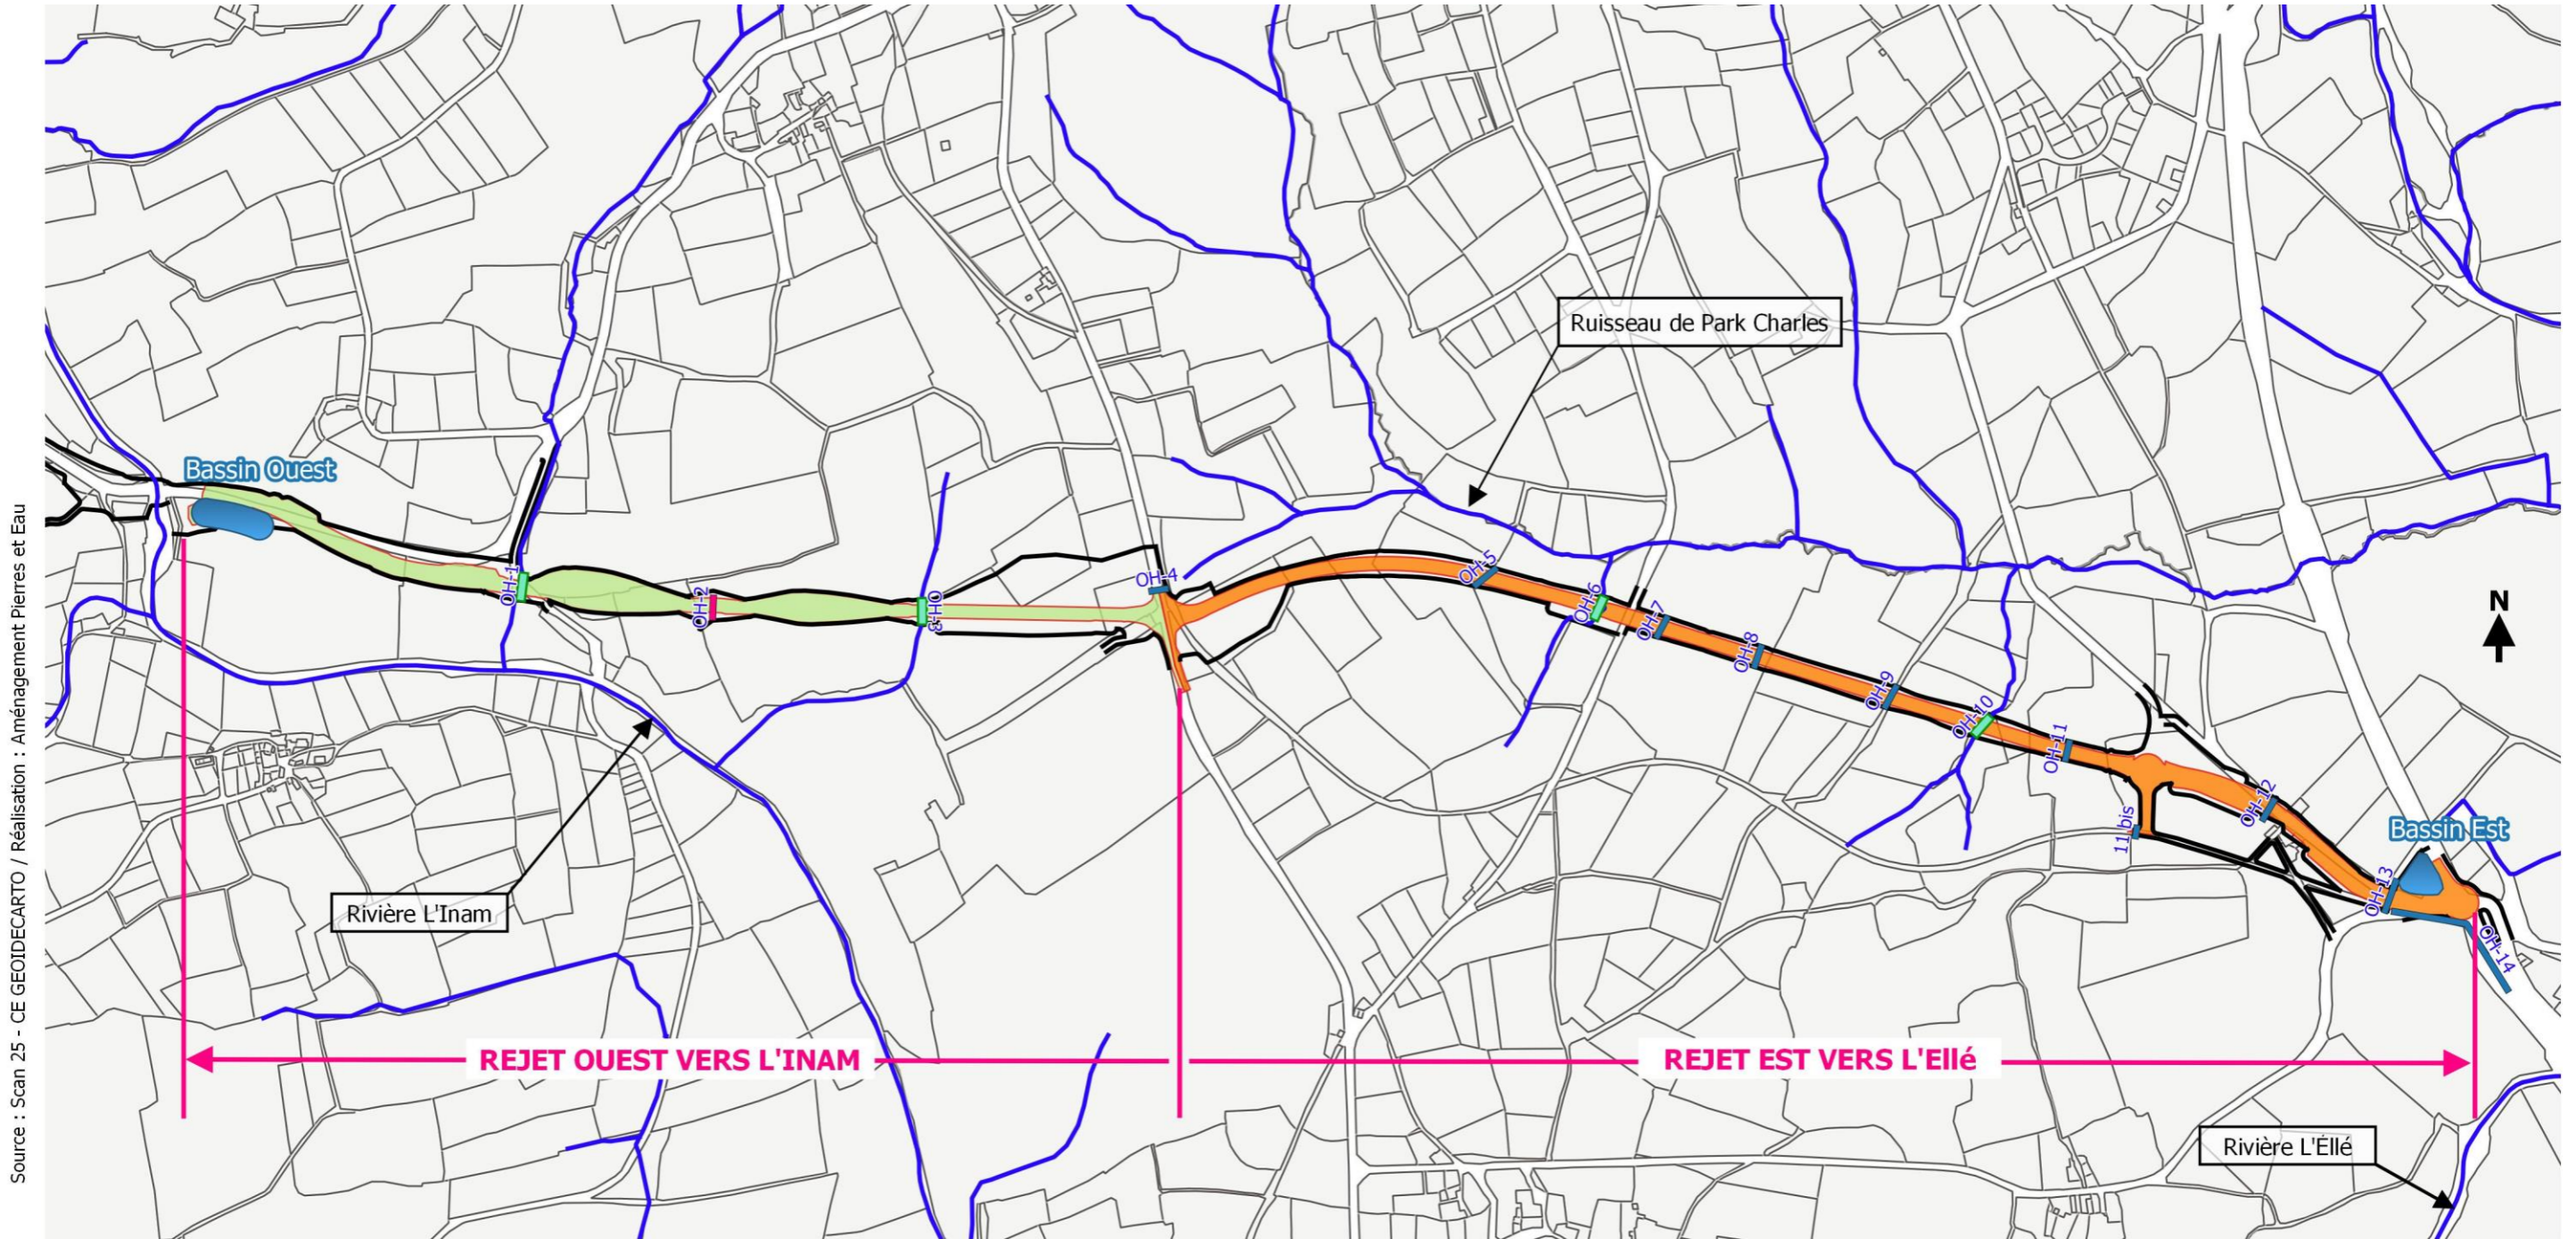 Ruisseau de Park Charles
Bassin Ouest
OH-1
OH-2
OH-3
OH-4
OH-5
OH-6
OH-7
OH-8
OH-9
OH-10
OH-11
11 bis
OH-12
OH-13
OH-14
Bassin Est
N
Rivière L'Inam
REJET OUEST VERS L'INAM
REJET EST VERS L'Ellé
Rivière L'Ellé
Source : Scan 25 - CE GEOIDECARTO / Réalisation : Aménagement Pierres et Eau